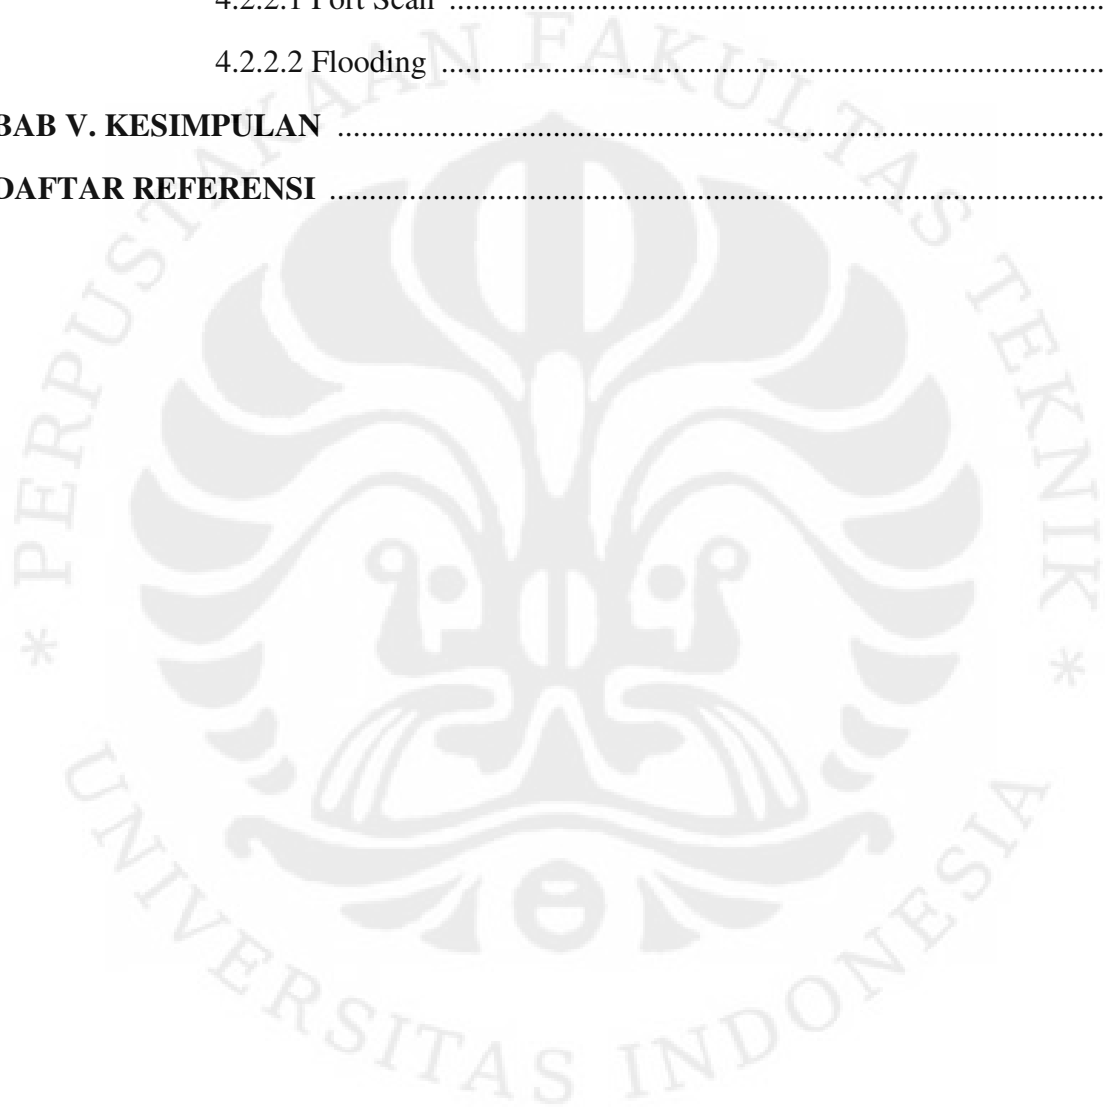 4.2.2.1 Port Scan ........................................................................................
4.2.2.2 Flooding .........................................................................................
BAB V. KESIMPULAN ......................................................................................................
DAFTAR REFERENSI .......................................................................................................
* PERPUSTAKAAN FAKULTAS TEKNIK *
UNIVERSITAS INDONESIA